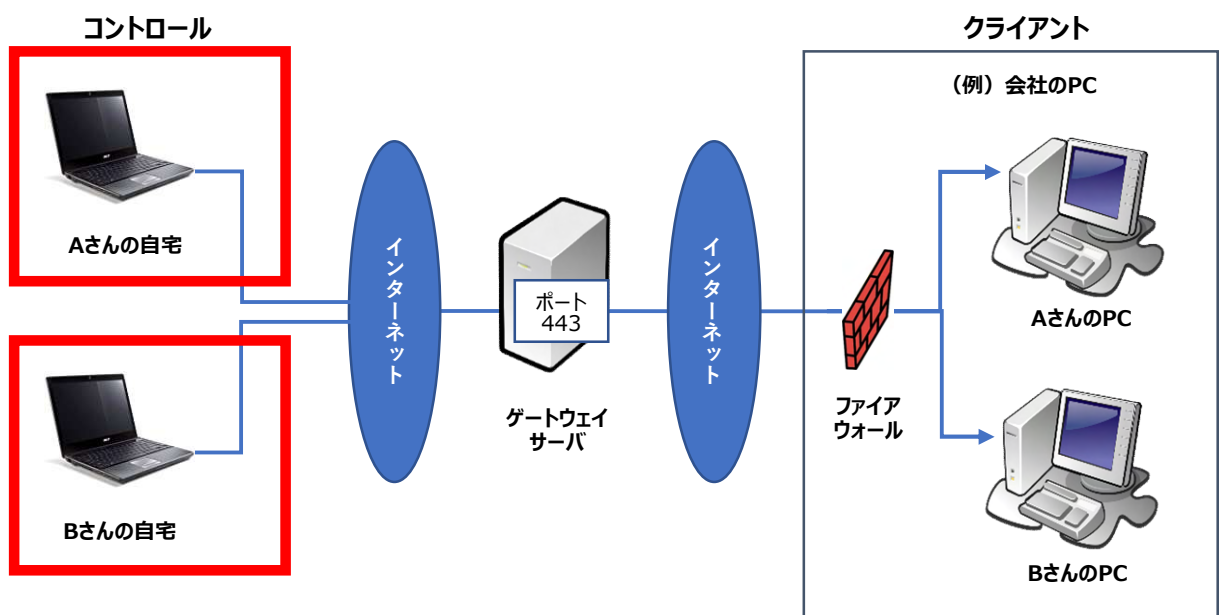 コントロール
Aさんの自宅
Bさんの自宅
インターネット
ポート
443
ゲートウェイ
サーバ
インターネット
クライアント
（例）会社のPC
ファイア
ウォール
AさんのPC
BさんのPC